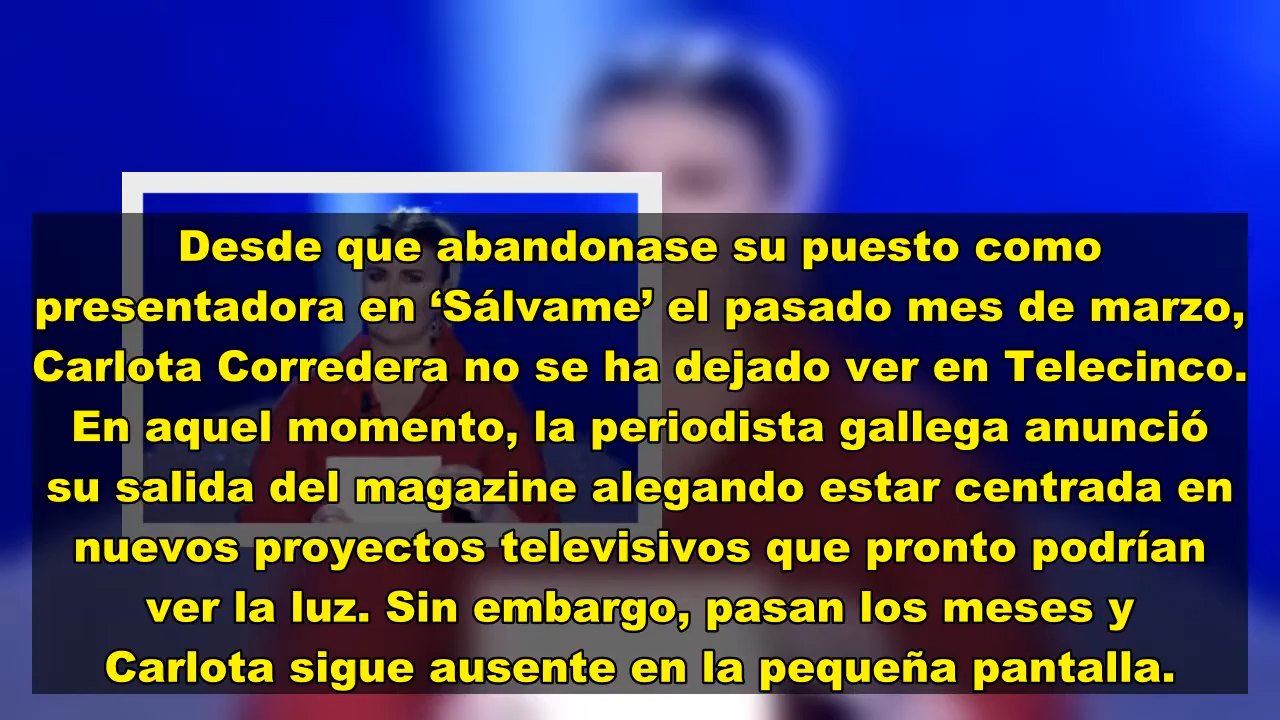 Desde que abandonase su puesto como
presentadora en ‘Sálvame’ el pasado mes de marzo,
Carlota Corredera no se ha dejado ver en Telecinco.
En aquel momento, la periodista gallega anunció
su salida del magazine alegando estar centrada en
nuevos proyectos televisivos que pronto podrían
ver la luz. Sin embargo, pasan los meses y
Carlota sigue ausente en la pequeña pantalla.